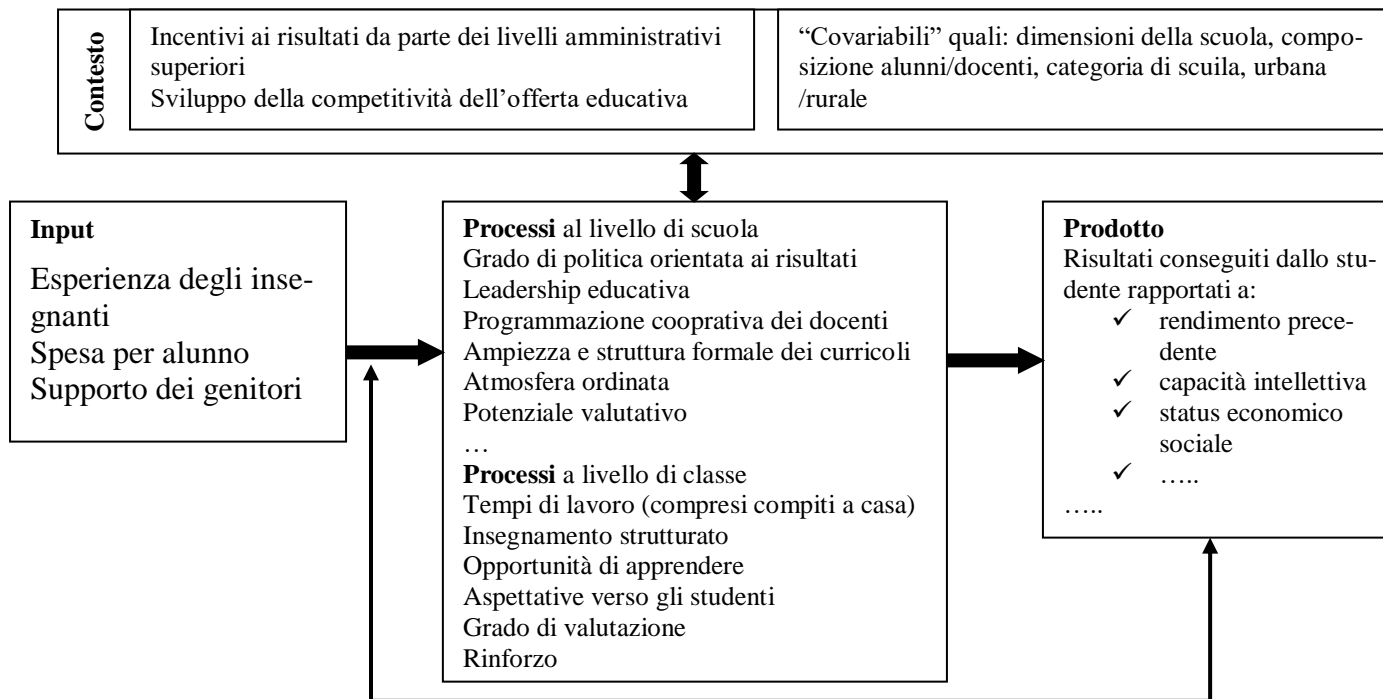 Contesto
Incentivi ai risultati da parte dei livelli amministrativi
superiori
Sviluppo della competitività dell’offerta educativa
“Covariabili” quali: dimensioni della scuola, compo-
sizione alunni/docenti, categoria di scuila, urbana
/rurale
Input
Esperienza degli inse-
gnanti
Spesa per alunno
Supporto dei genitori
Processi al livello di scuola
Grado di politica orientata ai risultati
Leadership educativa
Programmazione cooprativa dei docenti
Ampiezza e struttura formale dei curricoli
Atmosfera ordinata
Potenziale valutativo
…
Processi a livello di classe
Tempi di lavoro (compresi compiti a casa)
Insegnamento strutturato
Opportunità di apprendere
Aspettative verso gli studenti
Grado di valutazione
Rinforzo
Prodotto
Risultati conseguiti dallo stu-
dente rapportati a:
✓ rendimento prece-
dente
✓ capacità intellettiva
✓ status economico
sociale
✓ …..
…..